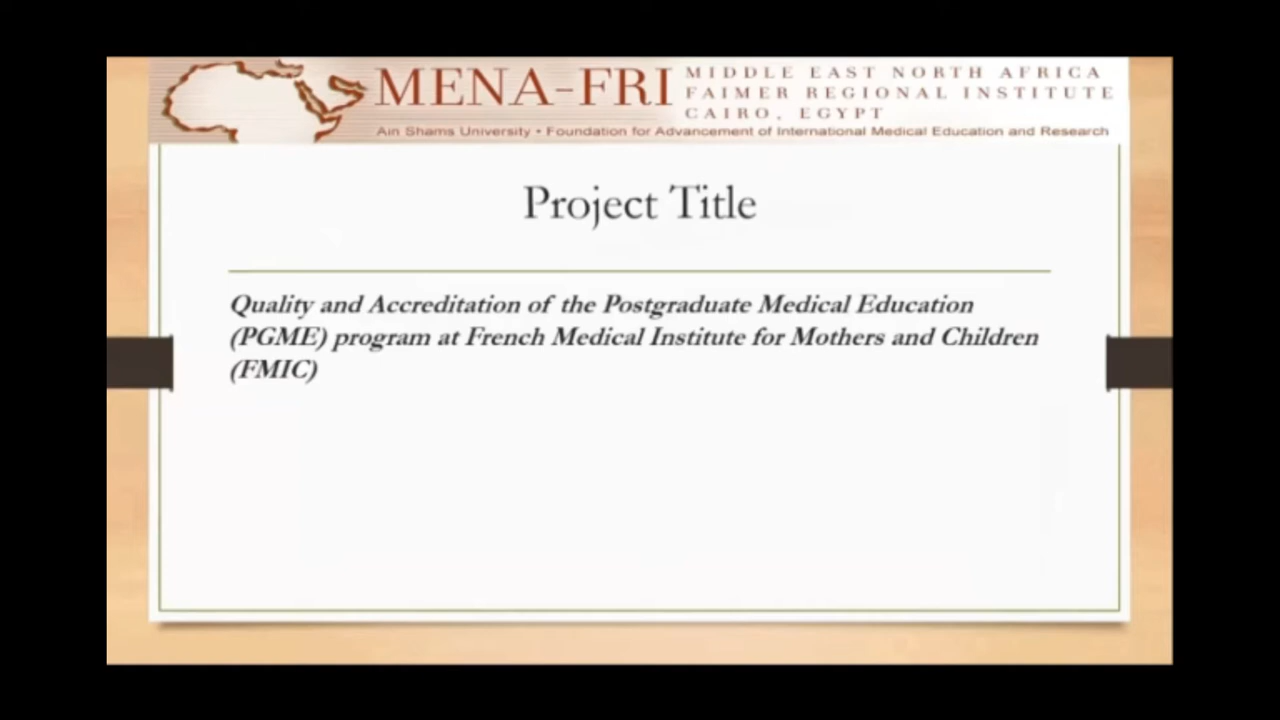 MENA-FRI
MIDDLE EAST NORTH AFRICA
FAIMER REGIONAL INSTITUTE
CAIRO, EGYPT
Ain Shams University • Foundation for Advancement of International Medical Education and Research
Project Title
Quality and Accreditation of the Postgraduate Medical Education
(PGME) program at French Medical Institute for Mothers and Children
(FMIC)